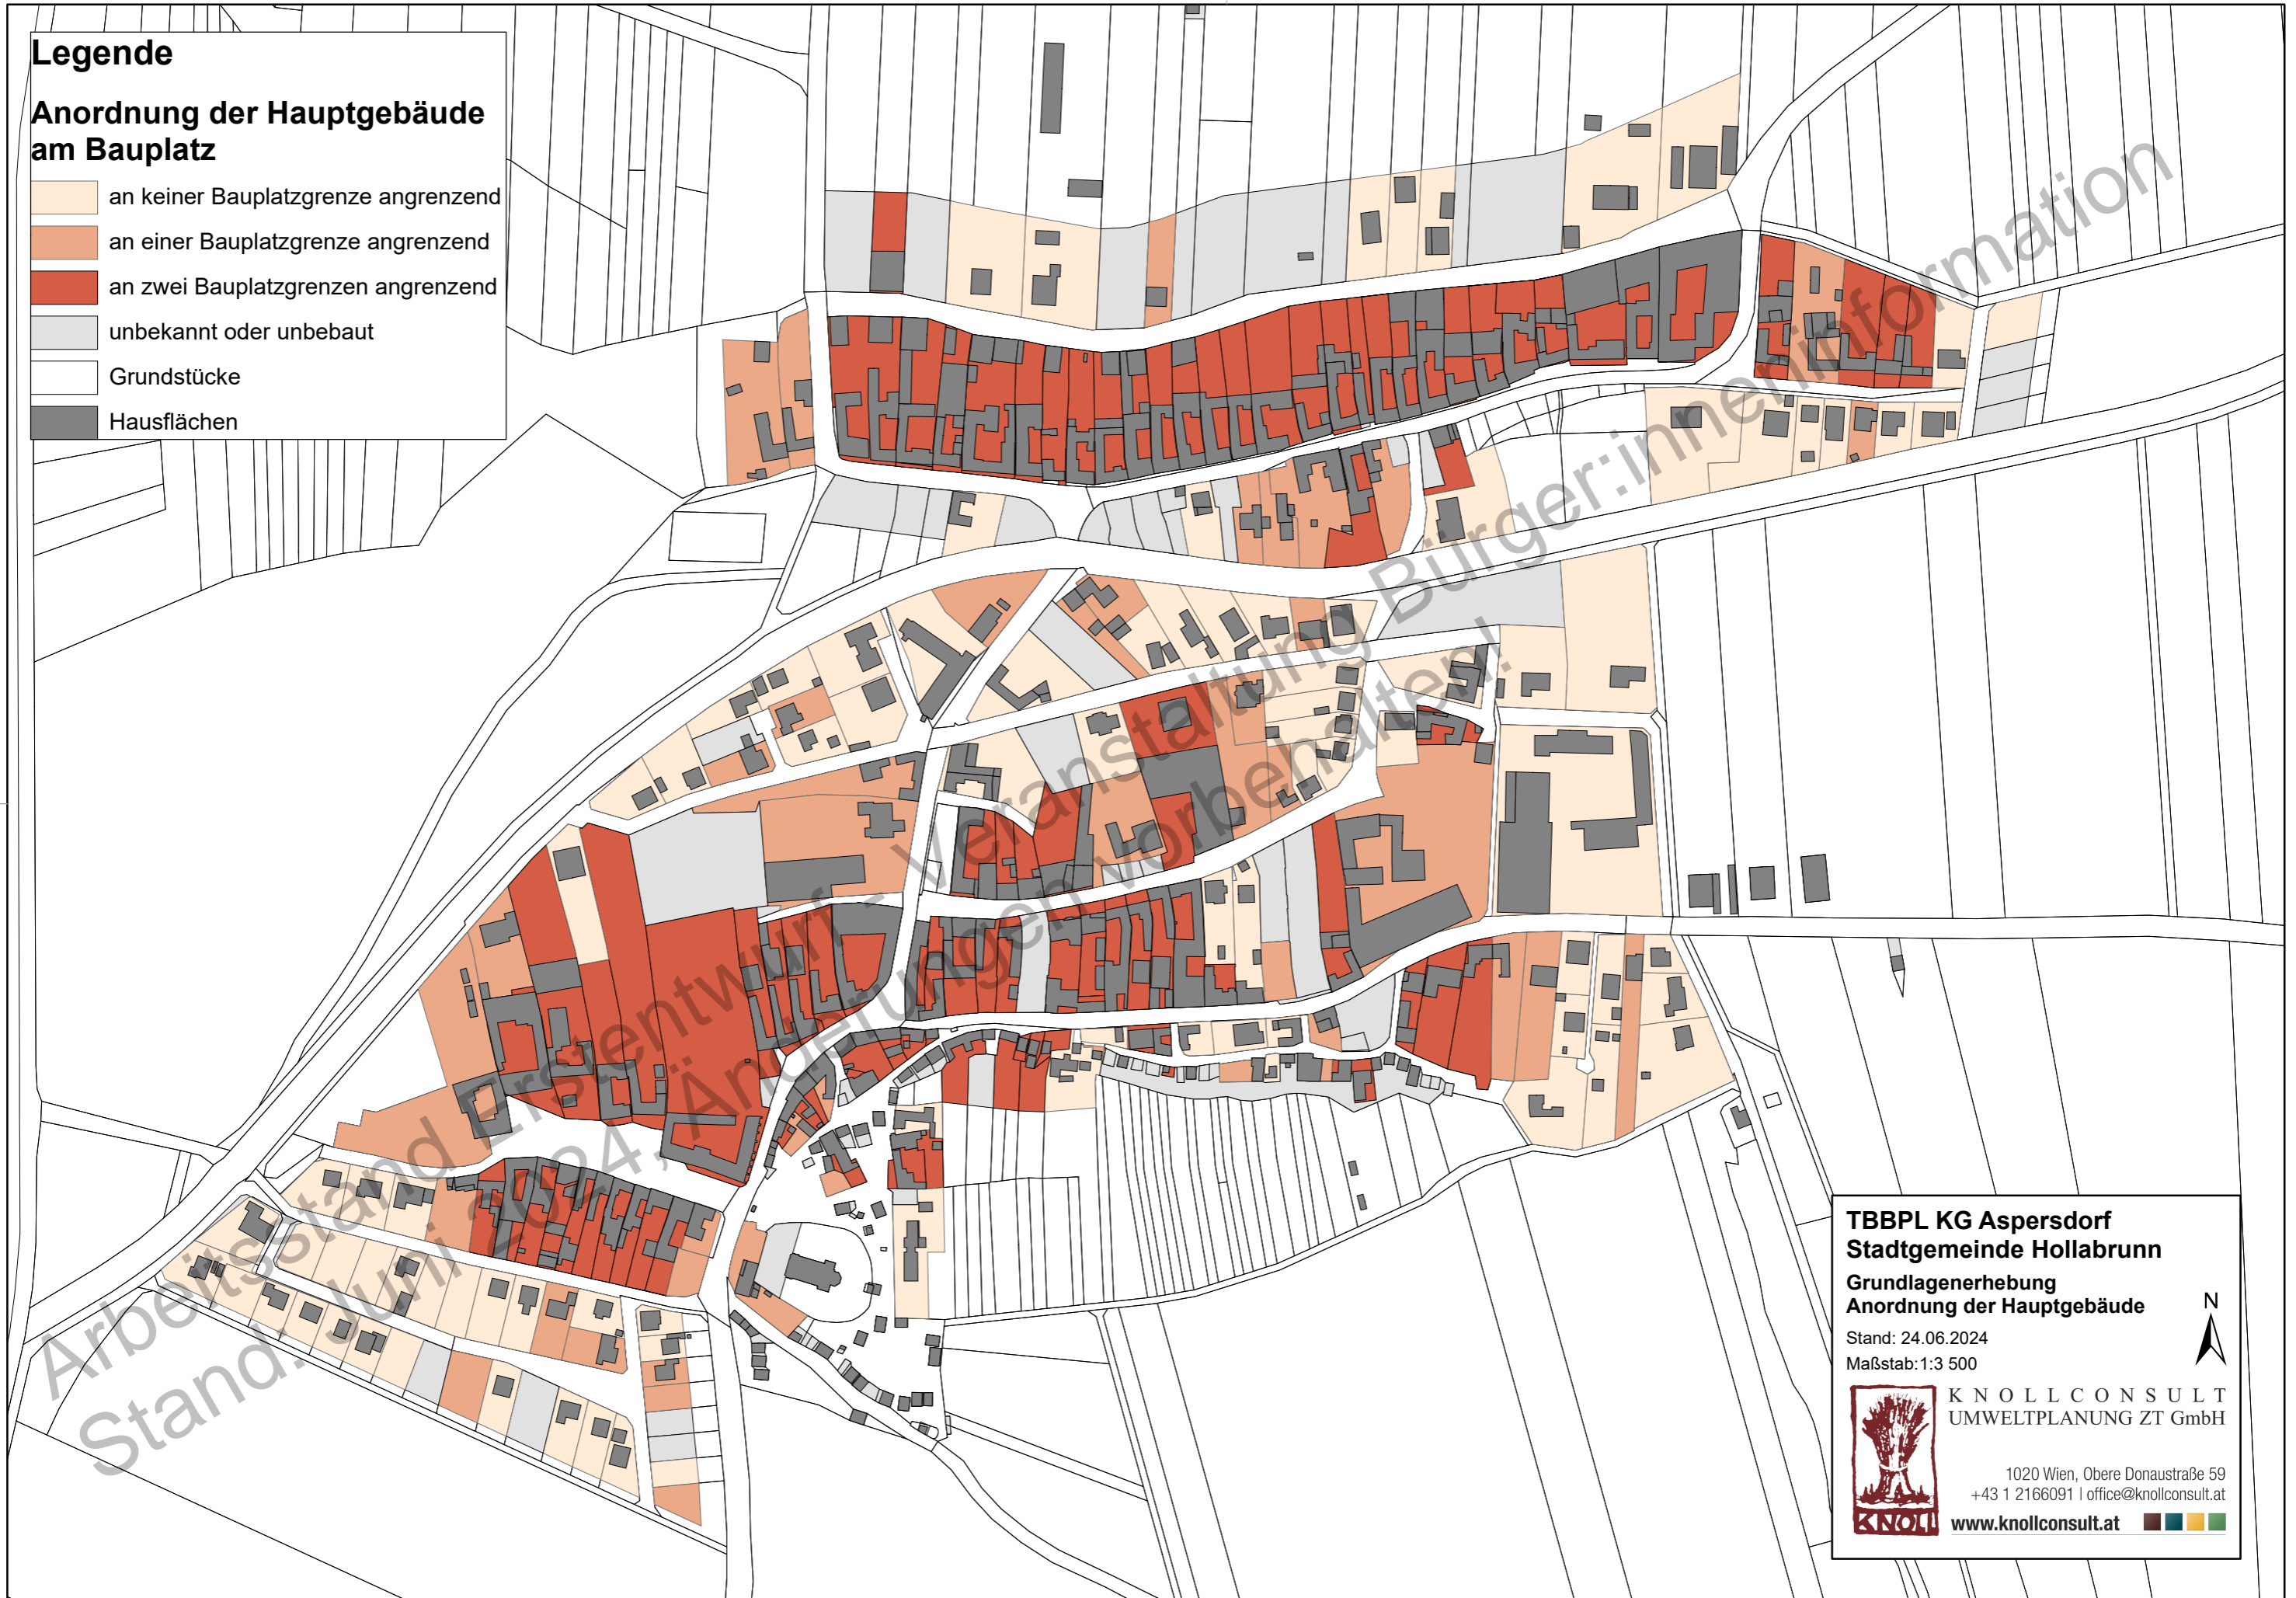 Legende
Anordnung der Hauptgebäude
am Bauplatz
an keiner Bauplatzgrenze angrenzend
an einer Bauplatzgrenze angrenzend
an zwei Bauplatzgrenzen angrenzend
unbekannt oder unbebaut
Grundstücke
Hausflächen
Arbeitsstand Erstentwurf - Veranstaltung Bürger:inneninformation
Stand: Juni 2024, Änderungen vorbehalten!
TBBPL KG Aspersdorf
Stadtgemeinde Hollabrunn
Grundlagenerhebung
Anordnung der Hauptgebäude
N
Stand: 24.06.2024
Maßstab:1:3 500
KNOLLCONSULT
UMWELTPLANUNG ZT GmbH
1020 Wien, Obere Donaustraße 59
+43 1 2166091 | office@knollconsult.at
KNOLL
www.knollconsult.at